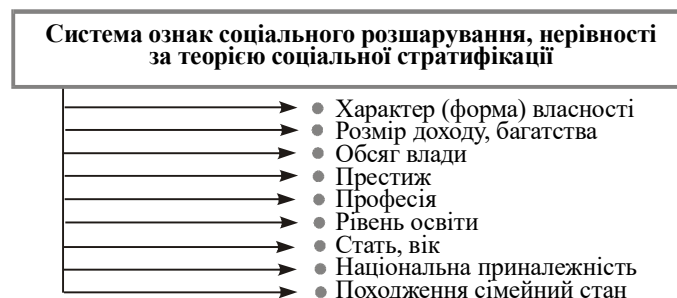 Система ознак соціального розшарування, нерівності
за теорією соціальної стратифікації
Характер (форма) власності
Розмір доходу, багатства
Обсяг влади
Престиж
Професія
Рівень освіти
Стать, вік
Національна приналежність
Походження сімейний стан